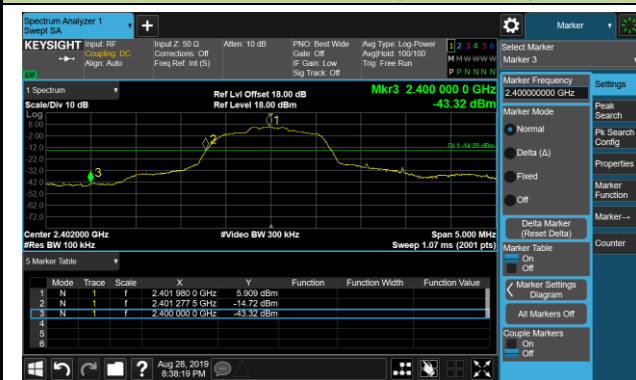 Spectrum Analyzer 1
Swept SA
+
Marker
KEYSIGHT Input: RF
Coupling: DC
Align: Auto
Input Z: 50 Ω
Corrections: Off
Freq Ref: Int (S)
Atten: 10 dB
PNO: Best Wide
Gate: Off
IF Gain: Low
Sig Track: Off
Avg Type: Log-Power
Avg|Hold: 100/100
Trig: Free Run
1 2 3 4 5 6
M M W W W W
P P N N N N
LW
Select Marker
Marker 3
1 Spectrum
Scale/Div 10 dB
Ref Lvl Offset 18.00 dB
Ref Level 18.00 dBm
Mkr3 2.400 000 0 GHz
-43.32 dBm
Log
8.00
-2.00
-12.0
-22.0
-32.0
-42.0
-52.0
-62.0
-72.0
1
2
3
Center 2.402000 GHz
#Res BW 100 kHz
#Video BW 300 kHz
Span 5.000 MHz
Sweep 1.07 ms (2001 pts)
5 Marker Table
Mode Trace Scale X Y Function Function Width Function Value
1 N 1 f 2.401 980 0 GHz 5.909 dBm
2 N 1 f 2.401 277 5 GHz -14.72 dBm
3 N 1 f 2.400 000 0 GHz -43.32 dBm
4
5
6
Marker Frequency
2.400000000 GHz
Marker Mode
Normal
Delta (Δ)
Fixed
Off
Delta Marker
(Reset Delta)
Marker Table
On
Off
Marker Settings
Diagram
All Markers Off
Couple Markers
On
Off
Settings
Peak
Search
Pk Search
Config
Properties
Marker
Function
Marker→
Counter
?
Aug 28, 2019
8:38:19 PM